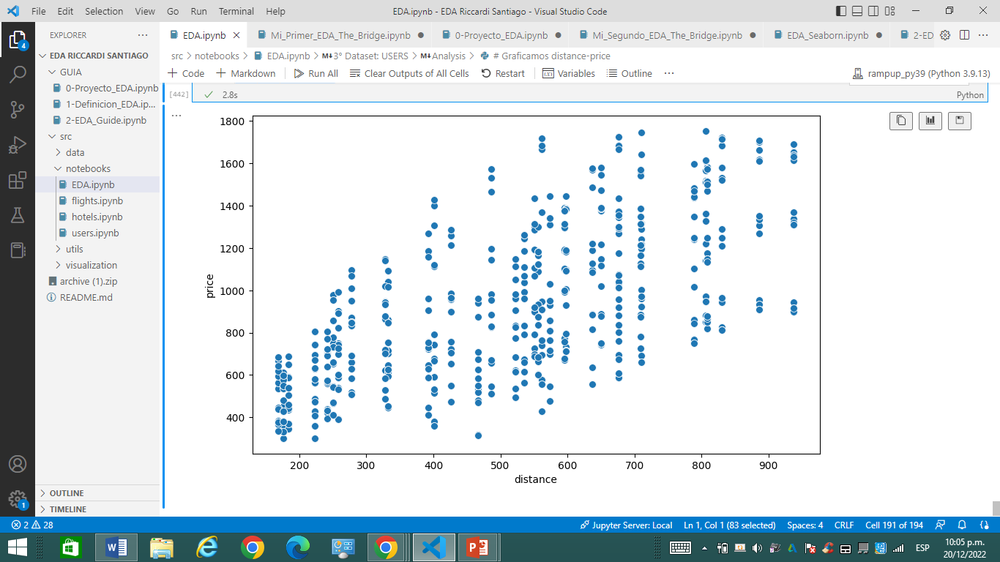 File Edit Selection View Go Run Terminal Help EDA.ipynb - EDA Riccardi Santiago - Visual Studio Code
EXPLORER
EDA.ipynb Mi_Primer_EDA_The_Bridge.ipynb 0-Proyecto_EDA.ipynb Mi_Segundo_EDA_The_Bridge.ipynb EDA_Seaborn.ipynb 2-ED
EDA RICCARDI SANTIAGO
src > notebooks > EDA.ipynb > M↓3° Dataset: USERS > M↓Analysis > # Graficamos distance-price
Code Markdown Run All Clear Outputs of All Cells Restart Variables Outline rampup_py39 (Python 3.9.13)
GUIA
0-Proyecto_EDA.ipynb
1-Definicion_EDA.ip...
2-EDA_Guide.ipynb
src
data
notebooks
EDA.ipynb
flights.ipynb
hotels.ipynb
users.ipynb
utils
visualization
archive (1).zip
README.md
OUTLINE
TIMELINE
4
1
[442] 2.8s Python
1800
1600
1400
1200
1000
800
600
400
price
200 300 400 500 600 700 800 900
distance
2 28 Jupyter Server: Local Ln 1, Col 1 (83 selected) Spaces: 4 CRLF Cell 191 of 194
ESP
10:05 p.m.
20/12/2022